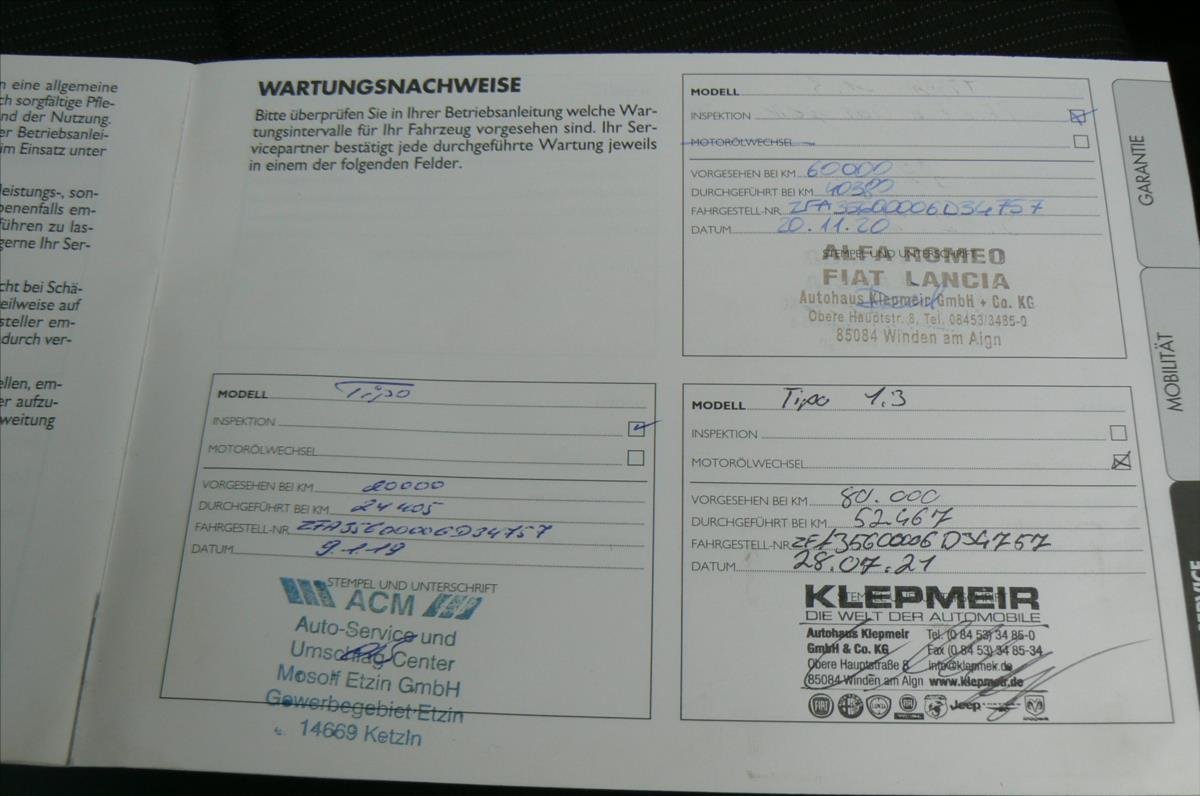 n eine allgemeine
ch sorgfältige Pfle-
nd der Nutzung.
er Betriebsanlei-
im Einsatz unter
leistungs-, son-
benenfalls em-
führen zu las-
gerne Ihr Ser-
cht bei Schä-
eilweise auf
steller em-
durch ver-
ellen, em-
er aufzu-
weitung
WARTUNGSNACHWEISE
Bitte überprüfen Sie in Ihrer Betriebsanleitung welche War-
tungsintervalle für Ihr Fahrzeug vorgesehen sind. Ihr Ser-
vicepartner bestätigt jede durchgeführte Wartung jeweils
in einem der folgenden Felder.
MODELL
INSPEKTION
MOTORÖLWECHSEL
VORGESEHEN BEI KM 60000
DURCHGEFÜHRT BEI KM 40380
FAHRGESTELL-NR. ZFA35600006D34757
DATUM 20.11.20
STEMPEL UND UNTERSCHRIFT
ALFA ROMEO
FIAT LANCIA
Autohaus Klepmeir GmbH + Co. KG
Obere Hauptstr. 8, Tel. 08453/3485-0
85084 Winden am Aign
MODELL Tipo
INSPEKTION
MOTORÖLWECHSEL
VORGESEHEN BEI KM 20000
DURCHGEFÜHRT BEI KM 24405
FAHRGESTELL-NR. ZFA35600006D34757
DATUM 9.1.19
STEMPEL UND UNTERSCHRIFT
ACM
Auto-Service und
Umschlag Center
Mosolf Etzin GmbH
Gewerbegebiet Etzin
14669 Ketzin
MODELL Tipo 1.3
INSPEKTION
MOTORÖLWECHSEL
VORGESEHEN BEI KM 80.000
DURCHGEFÜHRT BEI KM 52.467
FAHRGESTELL-NR. ZFA35600006D34757
DATUM 28.07.21
KLEPMEIR
DIE WELT DER AUTOMOBILE
Autohaus Klepmeir Tel. (0 84 53) 34 85-0
GmbH & Co. KG Fax (0 84 53) 34 85-34
Obere Hauptstraße 8 info@klepmeir.de
85084 Winden am Aign www.klepmeir.de
FIAT Jeep
GARANTIE
MOBILITÄT
SERVICE